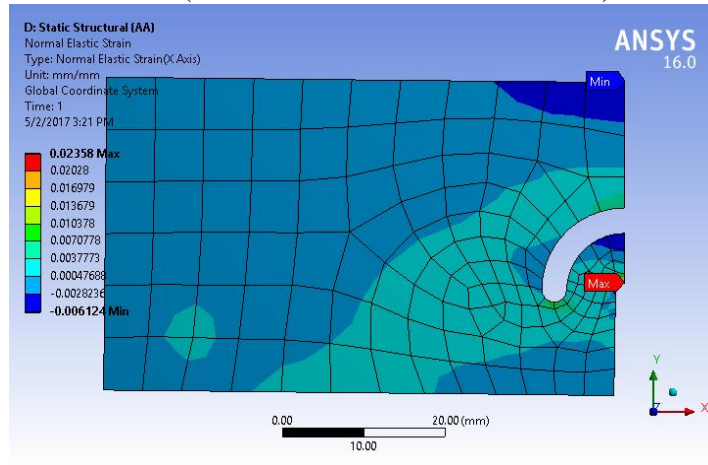 D: Static Structural (AA)
Normal Elastic Strain
Type: Normal Elastic Strain(X Axis)
Unit: mm/mm
Global Coordinate System
Time: 1
5/2/2017 3:21 PM
0.02358 Max
0.02028
0.016979
0.013679
0.010378
0.0070778
0.0037773
0.00047688
-0.0028236
-0.006124 Min
ANSYS
16.0
Min
Max
0.00
20.00 (mm)
10.00
Y
Z
X